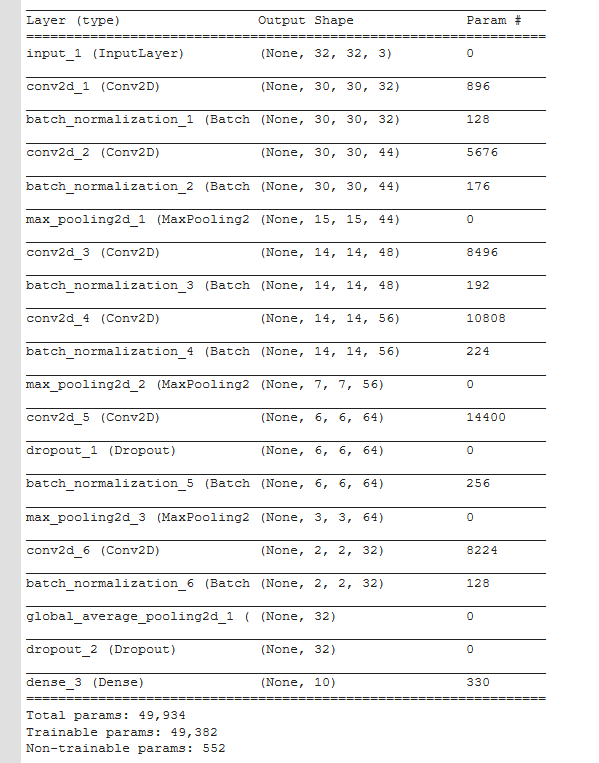 Layer (type) Output Shape Param #
input_1 (InputLayer) (None, 32, 32, 3) 0
conv2d_1 (Conv2D) (None, 30, 30, 32) 896
batch_normalization_1 (Batch (None, 30, 30, 32) 128
conv2d_2 (Conv2D) (None, 30, 30, 44) 5676
batch_normalization_2 (Batch (None, 30, 30, 44) 176
max_pooling2d_1 (MaxPooling2 (None, 15, 15, 44) 0
conv2d_3 (Conv2D) (None, 14, 14, 48) 8496
batch_normalization_3 (Batch (None, 14, 14, 48) 192
conv2d_4 (Conv2D) (None, 14, 14, 56) 10808
batch_normalization_4 (Batch (None, 14, 14, 56) 224
max_pooling2d_2 (MaxPooling2 (None, 7, 7, 56) 0
conv2d_5 (Conv2D) (None, 6, 6, 64) 14400
dropout_1 (Dropout) (None, 6, 6, 64) 0
batch_normalization_5 (Batch (None, 6, 6, 64) 256
max_pooling2d_3 (MaxPooling2 (None, 3, 3, 64) 0
conv2d_6 (Conv2D) (None, 2, 2, 32) 8224
batch_normalization_6 (Batch (None, 2, 2, 32) 128
global_average_pooling2d_1 ( (None, 32) 0
dropout_2 (Dropout) (None, 32) 0
dense_3 (Dense) (None, 10) 330
Total params: 49,934
Trainable params: 49,382
Non-trainable params: 552